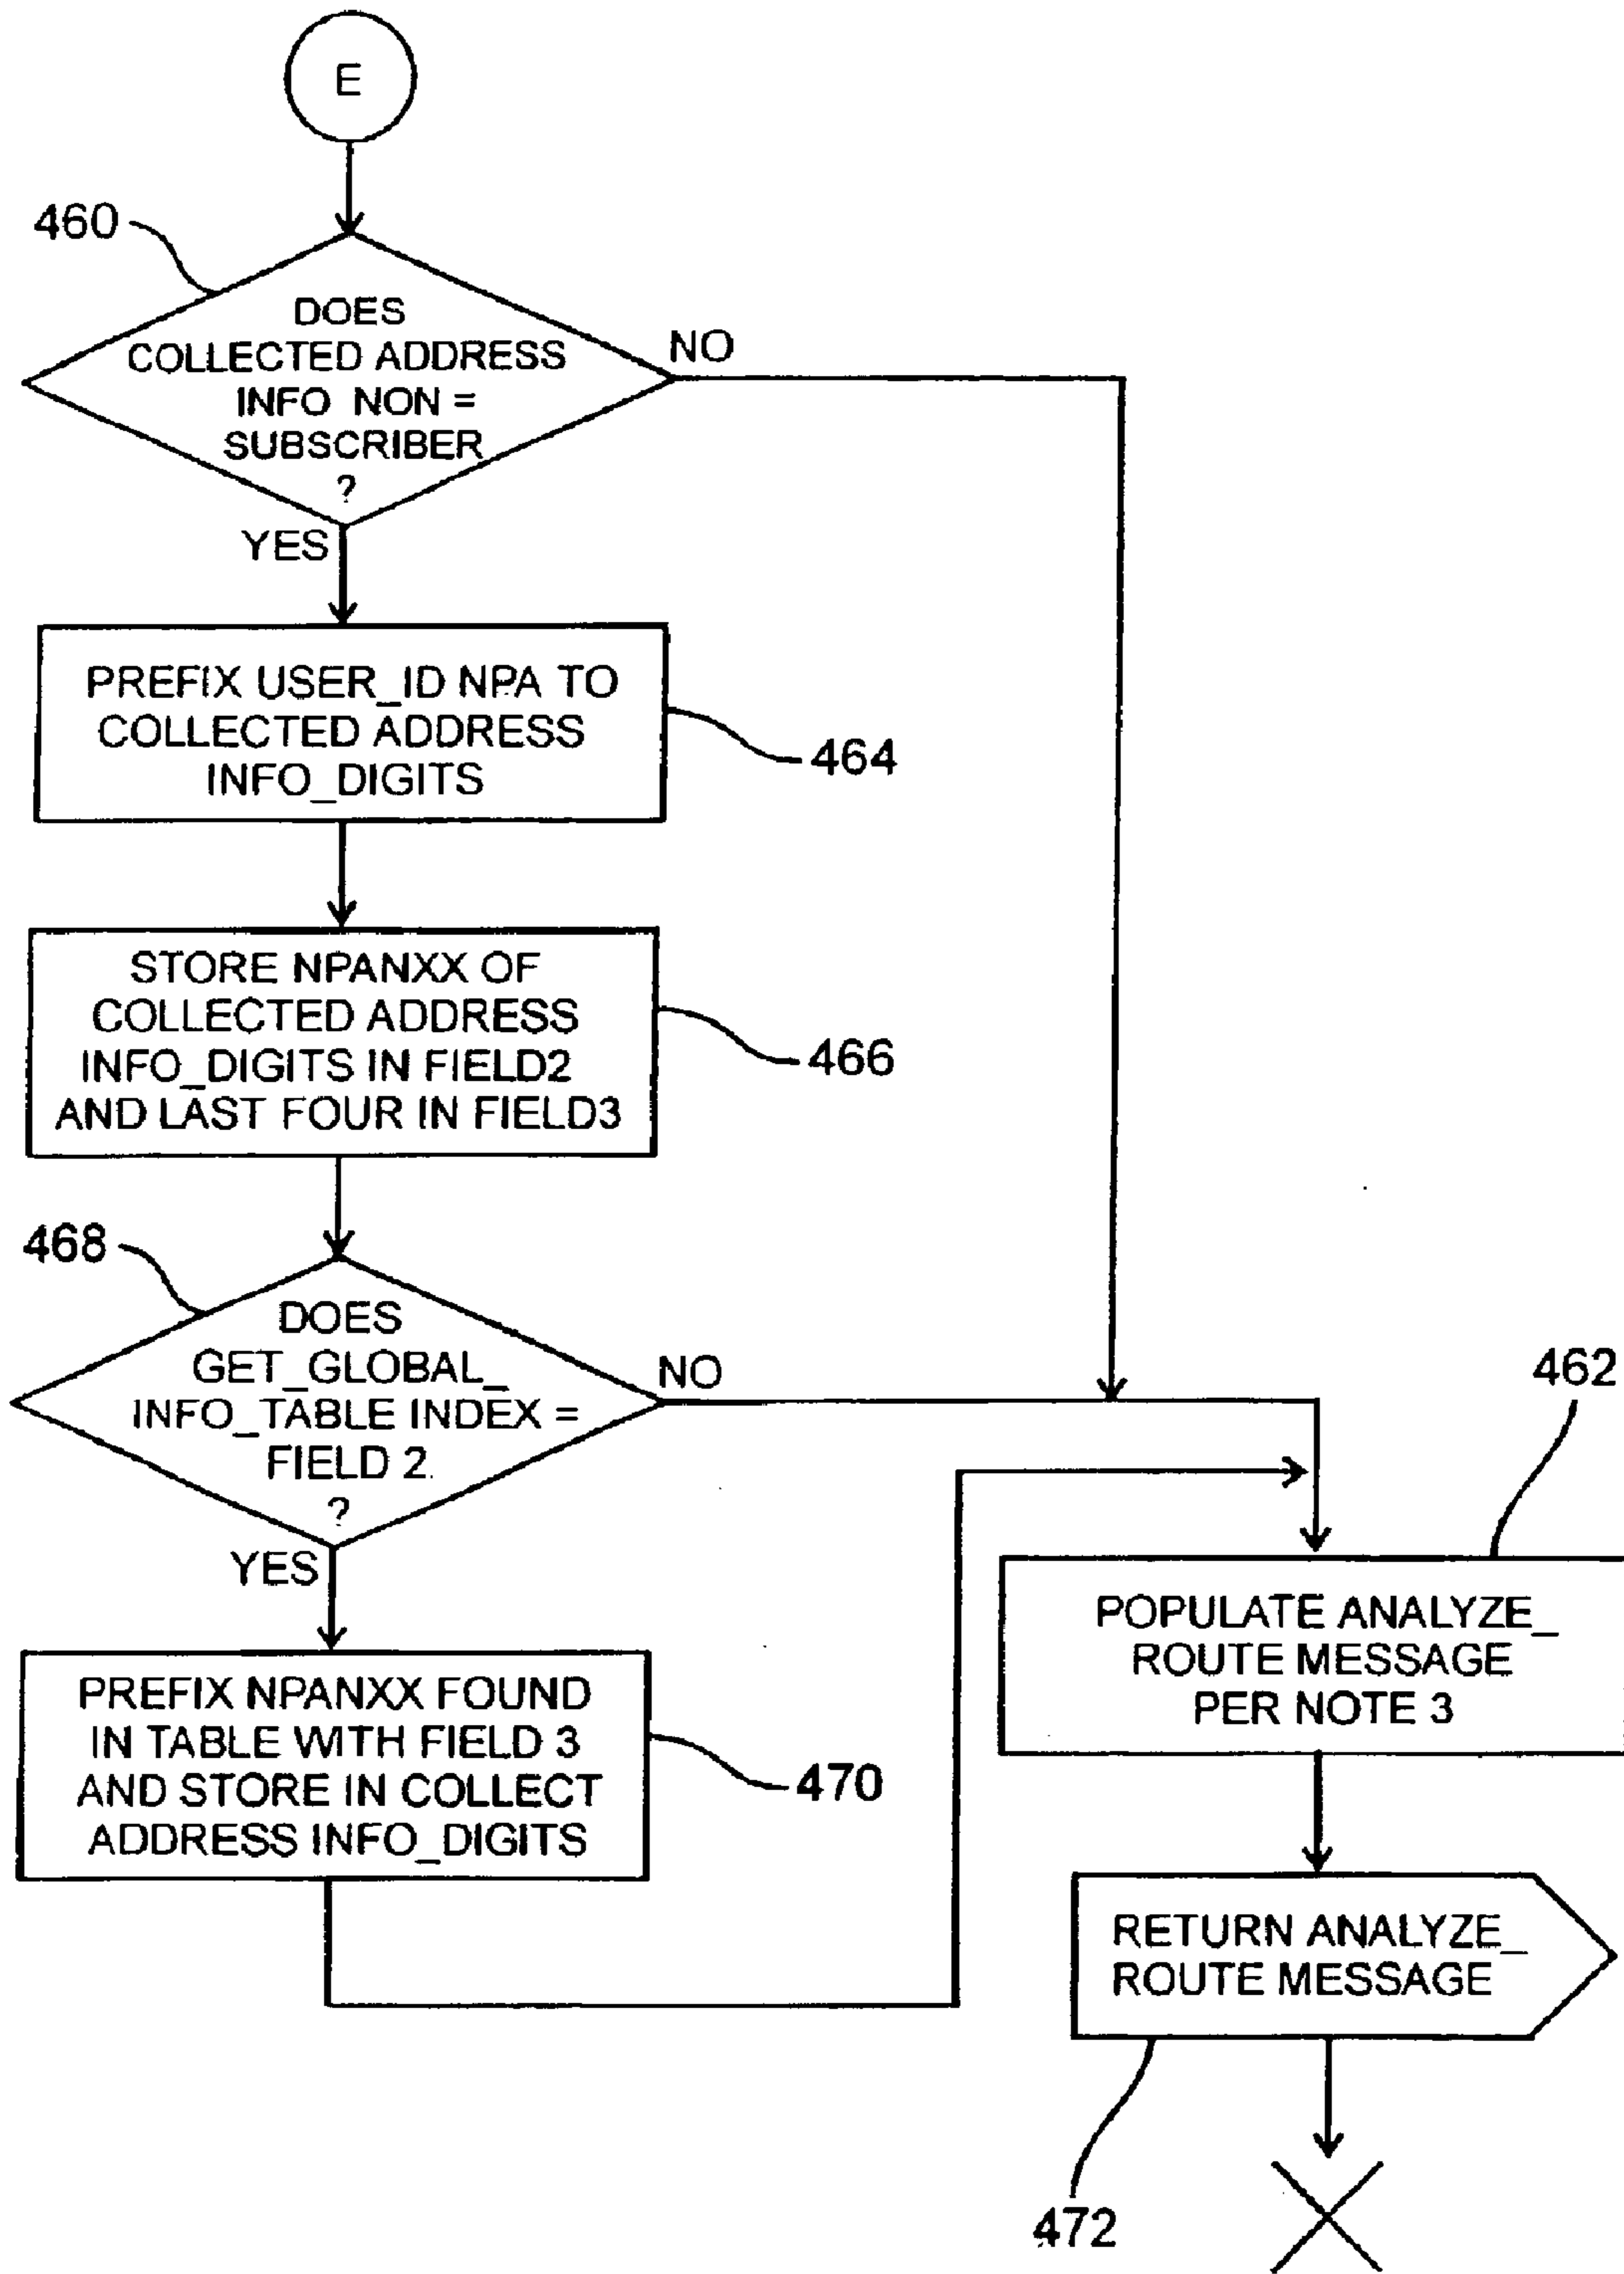 E
460
DOES
COLLECTED ADDRESS
INFO NON =
SUBSCRIBER
?
NO
YES
PREFIX USER_ID NPA TO
COLLECTED ADDRESS
INFO_DIGITS
464
STORE NPANXX OF
COLLECTED ADDRESS
INFO_DIGITS IN FIELD2
AND LAST FOUR IN FIELD3
466
468
DOES
GET_GLOBAL_
INFO_TABLE INDEX =
FIELD 2
?
NO
YES
PREFIX NPANXX FOUND
IN TABLE WITH FIELD 3
AND STORE IN COLLECT
ADDRESS INFO_DIGITS
470
462
POPULATE ANALYZE_
ROUTE MESSAGE
PER NOTE 3
RETURN ANALYZE_
ROUTE MESSAGE
472